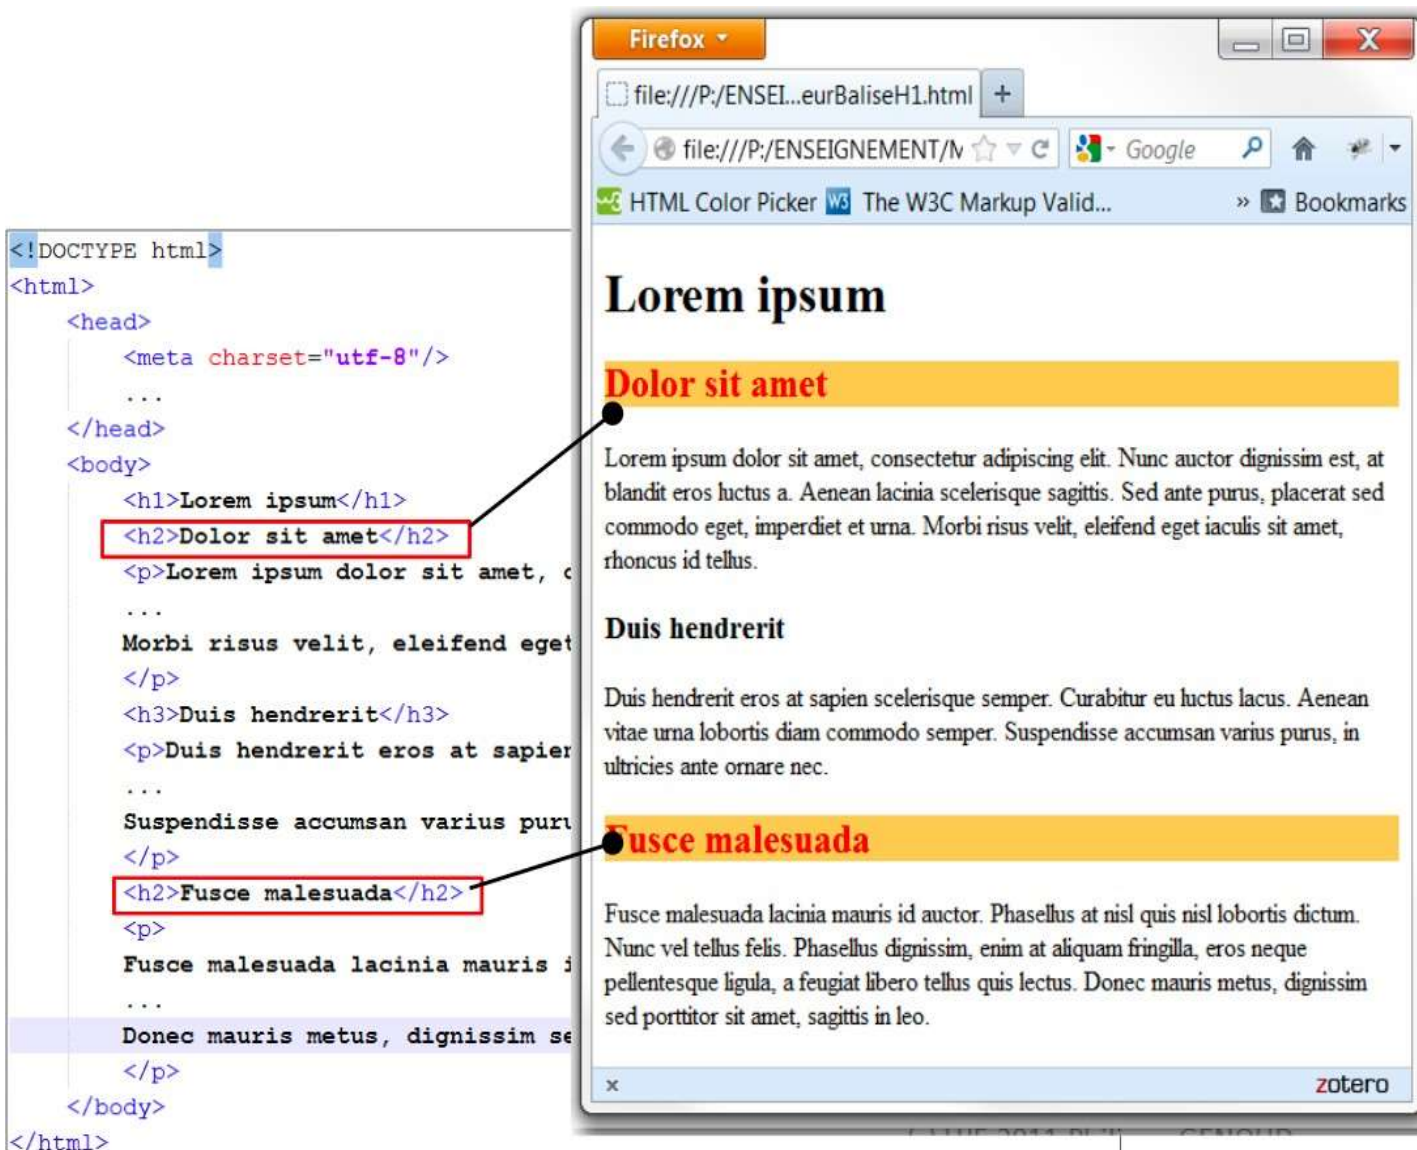 <!DOCTYPE html>
<html>
<head>
<meta charset="utf-8"/>
...
</head>
<body>
<h1>Lorem ipsum</h1>
<h2>Dolor sit amet</h2>
<p>Lorem ipsum dolor sit amet,
...
Morbi risus velit, eleifend eget
</p>
<h3>Duis hendrerit</h3>
<p>Duis hendrerit eros at sapien
...
Suspendisse accumsan varius puru
</p>
<h2>Fusce malesuada</h2>
<p>
Fusce malesuada lacinia mauris i
...
Donec mauris metus, dignissim se
</p>
</body>
</html>
Firefox
file:///P:/ENSEI...eurBaliseH1.html +
file:///P:/ENSEIGNEMENT/M Google
HTML Color Picker W3 The W3C Markup Valid... » Bookmarks
Lorem ipsum
Dolor sit amet
Lorem ipsum dolor sit amet, consectetur adipiscing elit. Nunc auctor dignissim est, at
blandit eros luctus a. Aenean lacinia scelerisque sagittis. Sed ante purus, placerat sed
commodo eget, imperdiet et urna. Morbi risus velit, eleifend eget iaculis sit amet,
rhoncus id tellus.
Duis hendrerit
Duis hendrerit eros at sapien scelerisque semper. Curabitur eu luctus lacus. Aenean
vitae urna lobortis diam commodo semper. Suspendisse accumsan varius purus, in
ultricies ante ornare nec.
Fusce malesuada
Fusce malesuada lacinia mauris id auctor. Phasellus at nisl quis nisl lobortis dictum.
Nunc vel tellus felis. Phasellus dignissim, enim at aliquam fringilla, eros neque
pellentesque ligula, a feugiat libero tellus quis lectus. Donec mauris metus, dignissim
sed porttitor sit amet, sagittis in leo.
x zotero